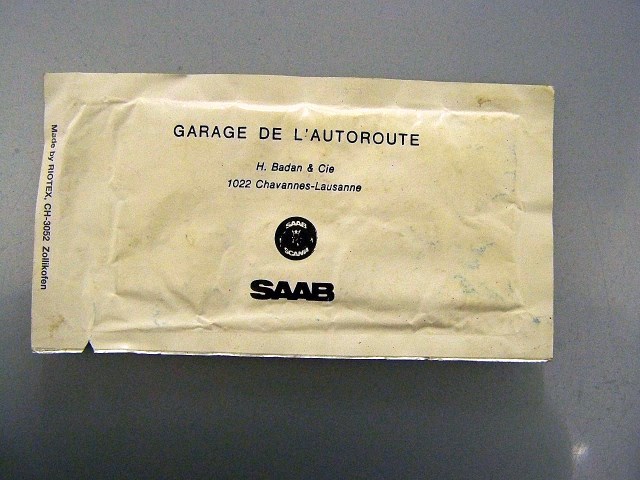 GARAGE DE L'AUTOROUTE
H. Badan & Cie
1022 Chavannes-Lausanne
SAAB
SCANIA
SAAB
Made by RIOTEX, CH-3052 Zollikofen